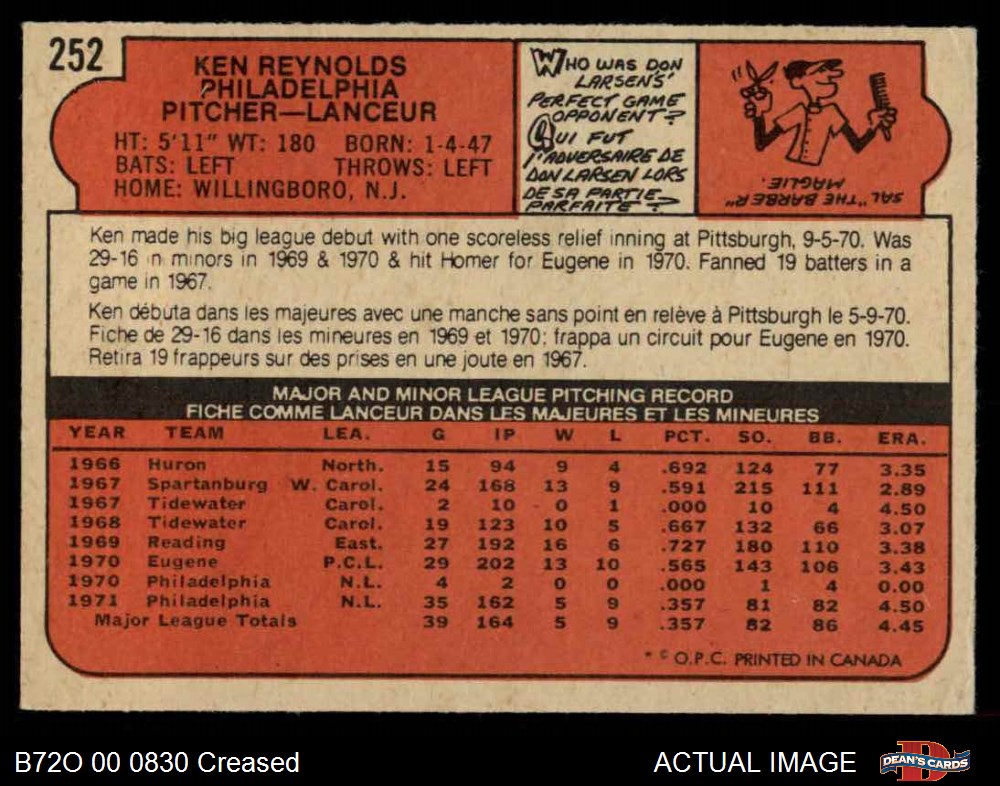 252
KEN REYNOLDS
PHILADELPHIA
PITCHER—LANCEUR
HT: 5'11" WT: 180 BORN: 1-4-47
BATS: LEFT THROWS: LEFT
HOME: WILLINGBORO, N.J.
WHO WAS DON
LARSEN'S'
PERFECT GAME
OPPONENT?
QUI FUT
l'ADVERSAIRE DE
DON LARSEN LORS
DE SA PARTIE
PARFAITE?
SAL "THE BARBER"
MAGLIE.
Ken made his big league debut with one scoreless relief inning at Pittsburgh, 9-5-70. Was
29-16 in minors in 1969 & 1970 & hit Homer for Eugene in 1970. Fanned 19 batters in a
game in 1967.
Ken débuta dans les majeures avec une manche sans point en relève à Pittsburgh le 5-9-70.
Fiche de 29-16 dans les mineures en 1969 et 1970; frappa un circuit pour Eugene en 1970.
Retira 19 frappeurs sur des prises en une joute en 1967.
MAJOR AND MINOR LEAGUE PITCHING RECORD
FICHE COMME LANCEUR DANS LES MAJEURES ET LES MINEURES
YEAR TEAM LEA. G IP W L PCT. SO. BB. ERA.
1966 Huron North. 15 94 9 4 .692 124 77 3.35
1967 Spartanburg W. Carol. 24 168 13 9 .591 215 111 2.89
1967 Tidewater Carol. 2 10 0 1 .000 10 4 4.50
1968 Tidewater Carol. 19 123 10 5 .667 132 66 3.07
1969 Reading East. 27 192 16 6 .727 180 110 3.38
1970 Eugene P.C.L. 29 202 13 10 .565 143 106 3.43
1970 Philadelphia N.L. 4 2 0 0 .000 1 4 0.00
1971 Philadelphia N.L. 35 162 5 9 .357 81 82 4.50
Major League Totals 39 164 5 9 .357 82 86 4.45
* © O.P.C. PRINTED IN CANADA
B72O 00 0830 Creased
ACTUAL IMAGE
DEAN'S CARDS